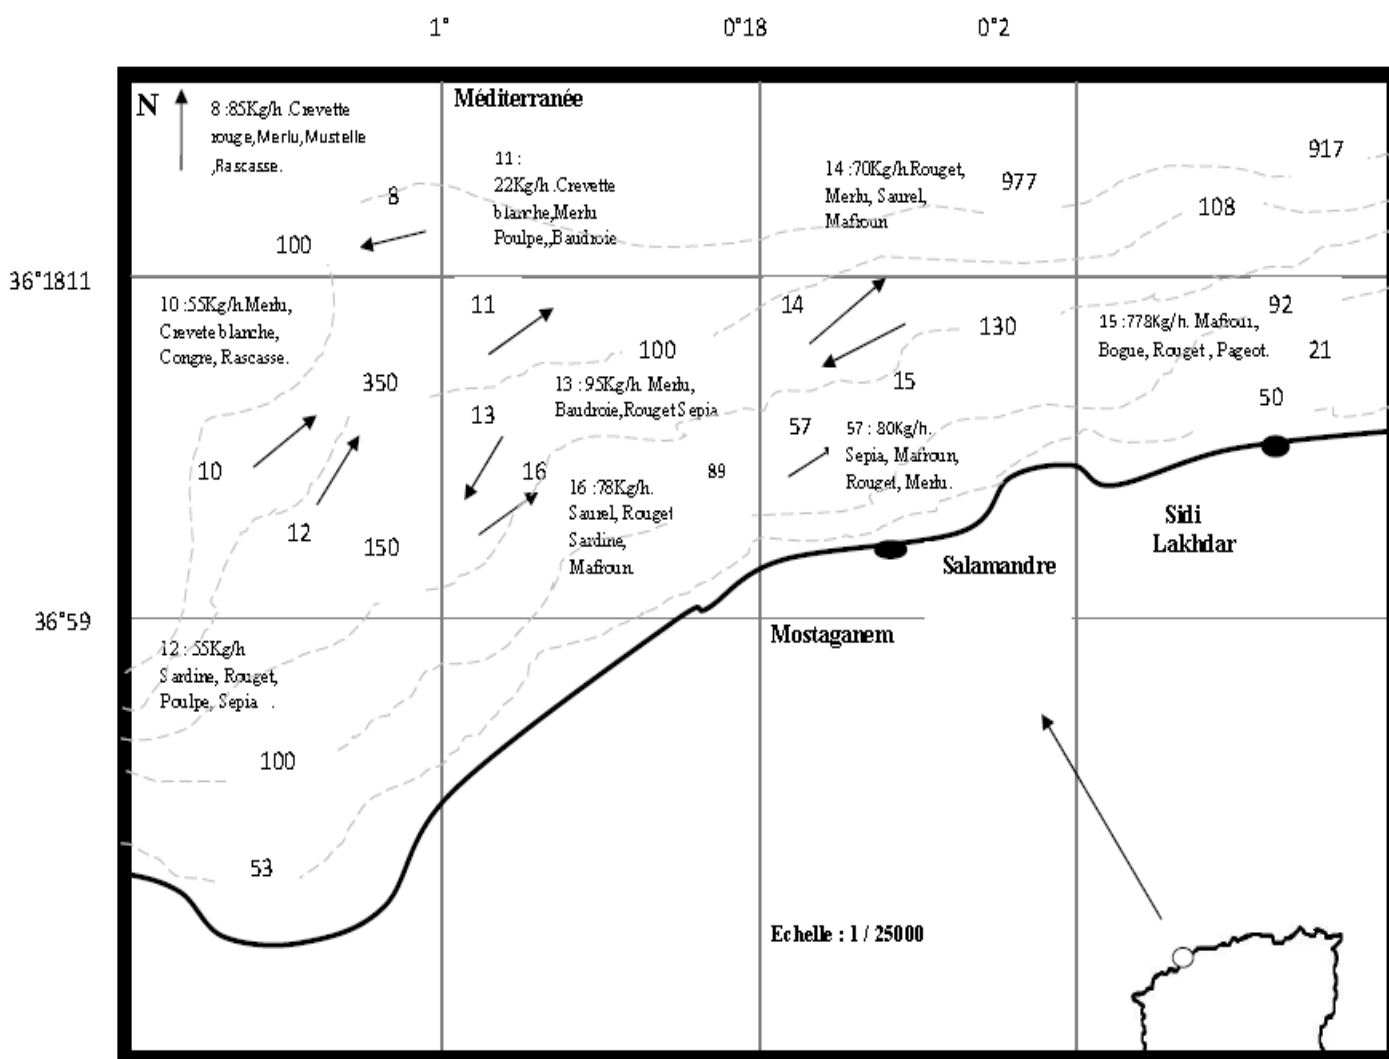 1°
0°18
0°2
N
8 :85Kg/h .Crevette
rouge,Merlu,Mustelle
,Rascasse.
Méditerranée
11 :
22Kg/h .Crevette
blanche,Merlu
Poulpe,,Baudroie
14 :70Kg/h.Rouget,
Merlu, Saurel,
Mafroun
977
917
108
8
100
36°1811
10 :55Kg/h.Merlu,
Crevete blanche,
Congre, Rascasse.
11
14
130
15 :778Kg/h. Mafroun,
Bogue, Rouget , Pageot.
92
21
50
100
350
13 : 95Kg/h. Merlu,
Baudroie,Rouget Sepia
15
13
57
57 : 80Kg/h.
Sepia, Mafroun,
Rouget, Merlu.
10
16
89
16 :78Kg/h.
Saurel, Rouget
Sardine,
Mafroun
12
150
Sidi
Lakhdar
Salamandre
36°59
Mostaganem
12 : 55Kg/h
Sardine, Rouget,
Poulpe, Sepia .
100
53
Echelle : 1 / 25000